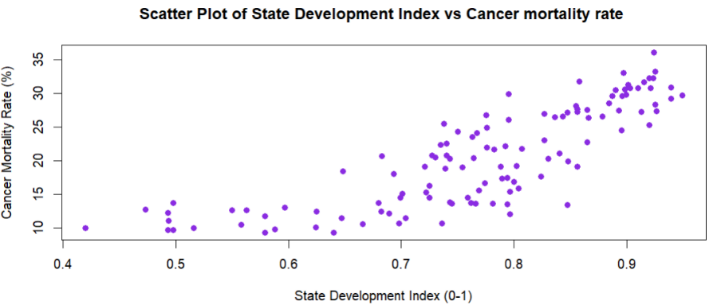 Scatter Plot of State Development Index vs Cancer mortality rate
Cancer Mortality Rate (%)
35
30
25
20
15
10
0.4 0.5 0.6 0.7 0.8 0.9
State Development Index (0-1)